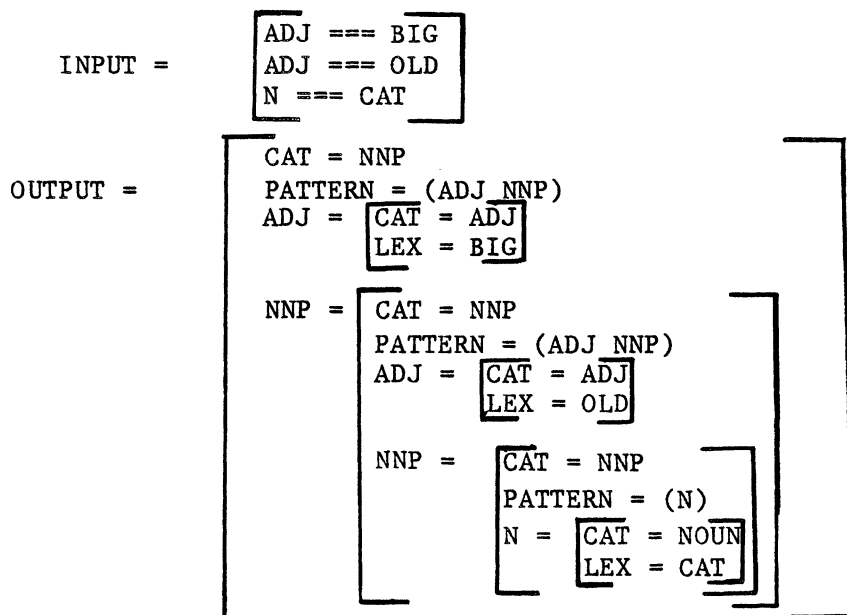 ADJ === BIG
INPUT = ADJ === OLD
N === CAT
CAT = NNP
OUTPUT = PATTERN = (ADJ NNP)
ADJ = CAT = ADJ
LEX = BIG
NNP = CAT = NNP
PATTERN = (ADJ NNP)
ADJ = CAT = ADJ
LEX = OLD
NNP = CAT = NNP
PATTERN = (N)
N = CAT = NOUN
LEX = CAT